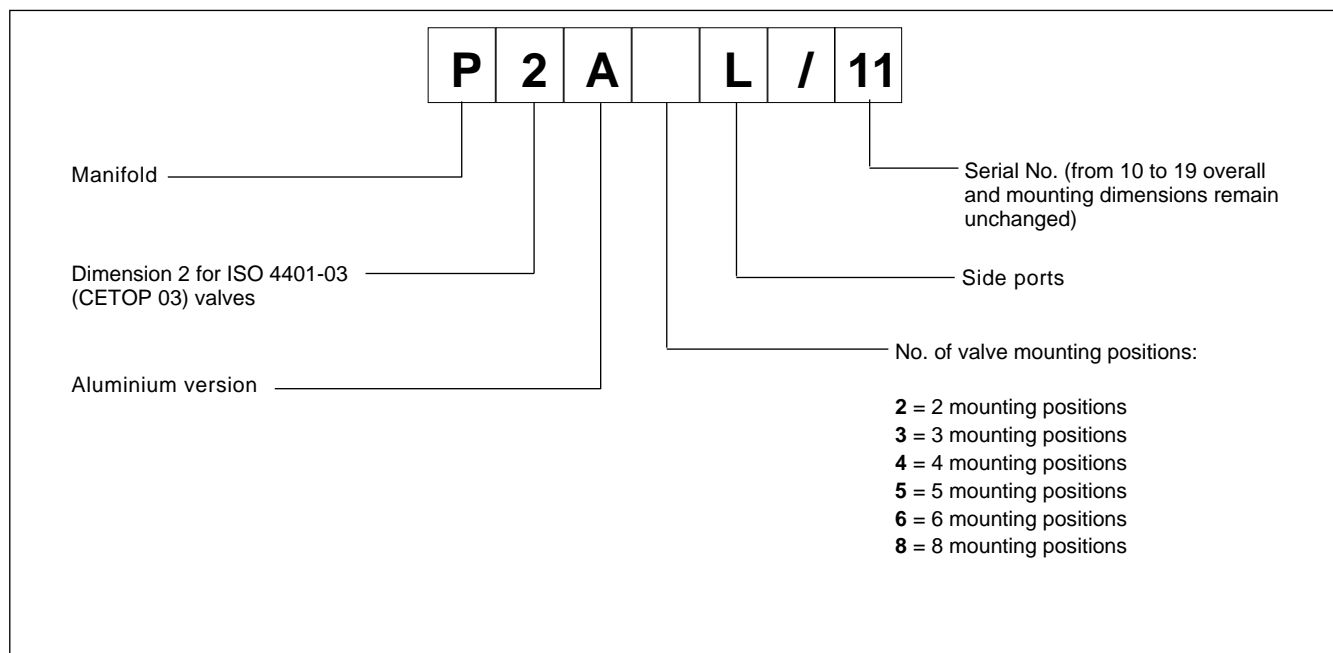 P 2 A L / 11
Manifold
Serial No. (from 10 to 19 overall
and mounting dimensions remain
unchanged)
Dimension 2 for ISO 4401-03
(CETOP 03) valves
Side ports
No. of valve mounting positions:
Aluminium version
2 = 2 mounting positions
3 = 3 mounting positions
4 = 4 mounting positions
5 = 5 mounting positions
6 = 6 mounting positions
8 = 8 mounting positions